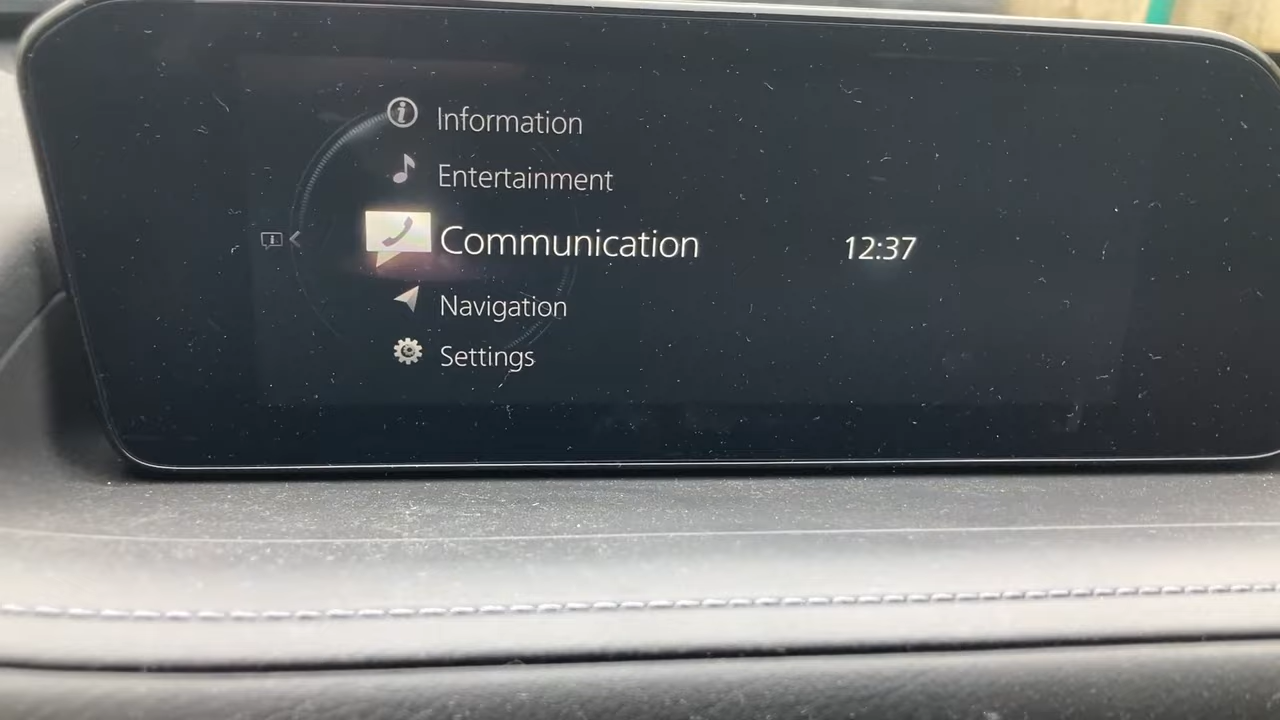 Information
Entertainment
Communication
12:37
Navigation
Settings